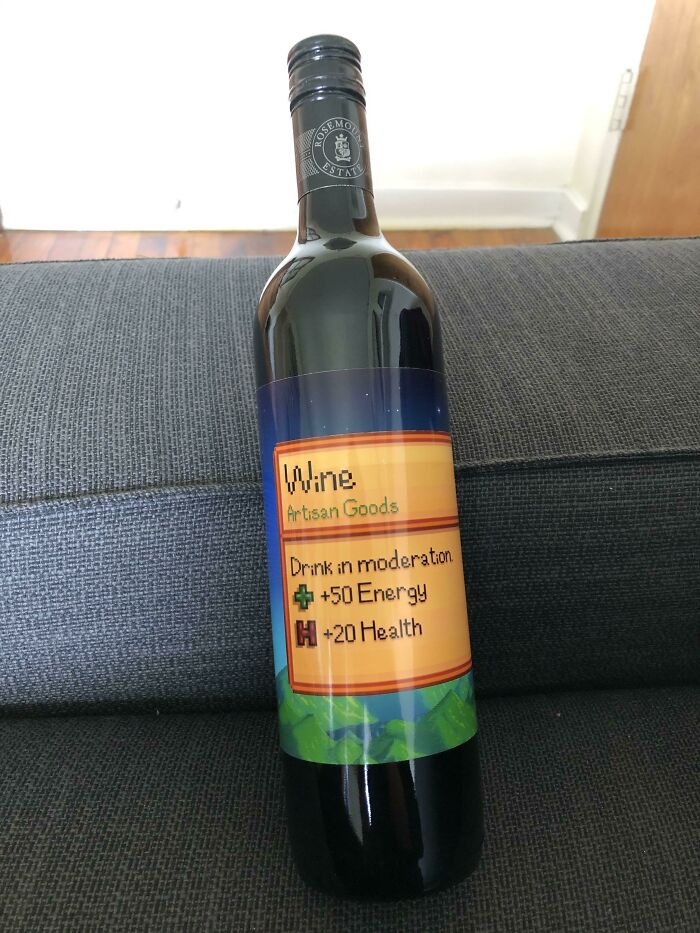 ROSEMOUNT
ESTATE
Wine
Artisan Goods
Drink in moderation.
+50 Energy
H +20 Health